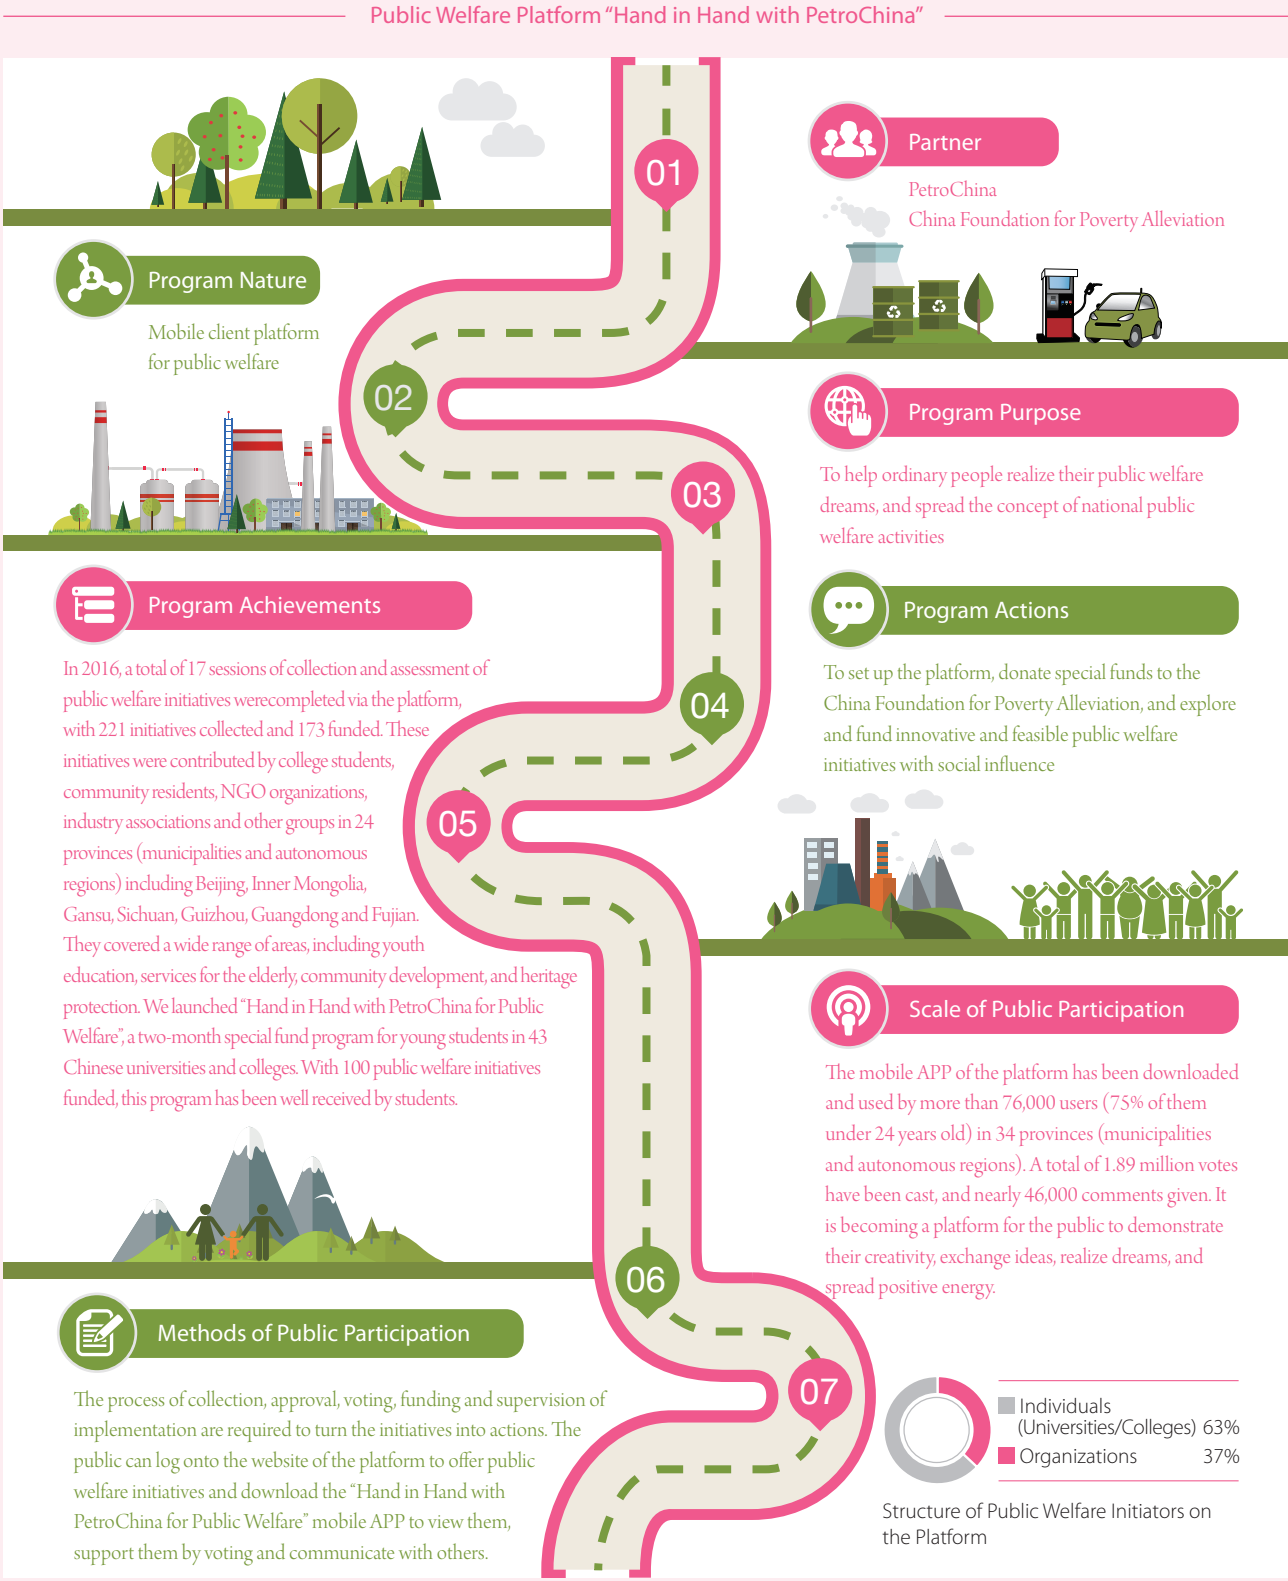 Public Welfare Platform “Hand in Hand with PetroChina”
01
Partner
PetroChina
China Foundation for Poverty Alleviation
Program Nature
Mobile client platform
for public welfare
02
03
Program Purpose
To help ordinary people realize their public welfare
dreams, and spread the concept of national public
welfare activities
Program Actions
To set up the platform, donate special funds to the
China Foundation for Poverty Alleviation, and explore
and fund innovative and feasible public welfare
initiatives with social influence
04
Program Achievements
In 2016, a total of 17 sessions of collection and assessment of
public welfare initiatives werecompleted via the platform,
with 221 initiatives collected and 173 funded. These
initiatives were contributed by college students,
community residents, NGO organizations,
industry associations and other groups in 24
provinces (municipalities and autonomous
regions) including Beijing, Inner Mongolia,
Gansu, Sichuan, Guizhou, Guangdong and Fujian.
They covered a wide range of areas, including youth
education, services for the elderly, community development, and heritage
protection. We launched “Hand in Hand with PetroChina for Public
Welfare”, a two-month special fund program for young students in 43
Chinese universities and colleges. With 100 public welfare initiatives
funded, this program has been well received by students.
05
Scale of Public Participation
The mobile APP of the platform has been downloaded
and used by more than 76,000 users (75% of them
under 24 years old) in 34 provinces (municipalities
and autonomous regions). A total of 1.89 million votes
have been cast, and nearly 46,000 comments given. It
is becoming a platform for the public to demonstrate
their creativity, exchange ideas, realize dreams, and
spread positive energy.
06
Methods of Public Participation
The process of collection, approval, voting, funding and supervision of
implementation are required to turn the initiatives into actions. The
public can log onto the website of the platform to offer public
welfare initiatives and download the “Hand in Hand with
PetroChina for Public Welfare” mobile APP to view them,
support them by voting and communicate with others.
07
Individuals
(Universities/Colleges) 63%
Organizations 37%
Structure of Public Welfare Initiators on
the Platform